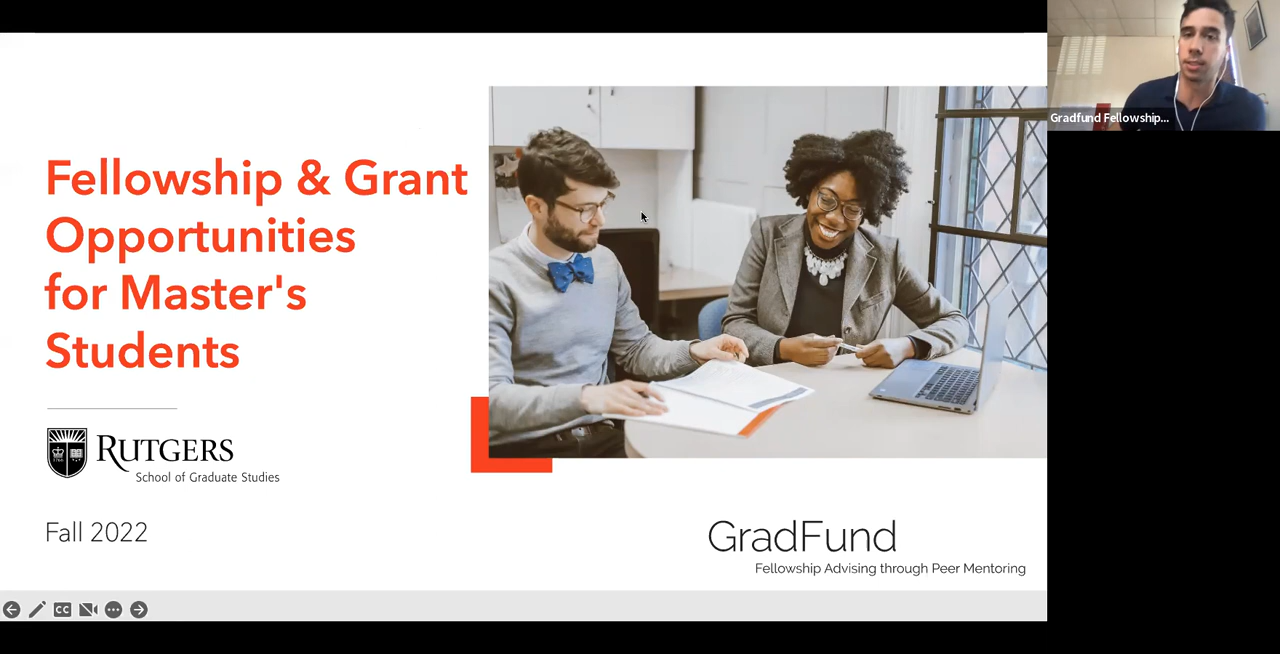 Fellowship & Grant
Opportunities
for Master's
Students
RUTGERS
School of Graduate Studies
Fall 2022
GradFund
Fellowship Advising through Peer Mentoring
Gradfund Fellowship...
CC